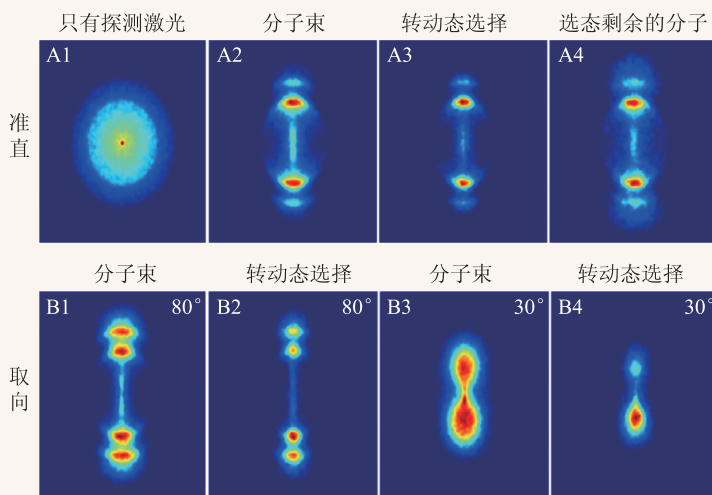 只有探测激光 分子束 转动态选择 选态剩余的分子
准直
A1 A2 A3 A4
分子束 转动态选择 分子束 转动态选择
取向
B1 80° B2 80° B3 30° B4 30°